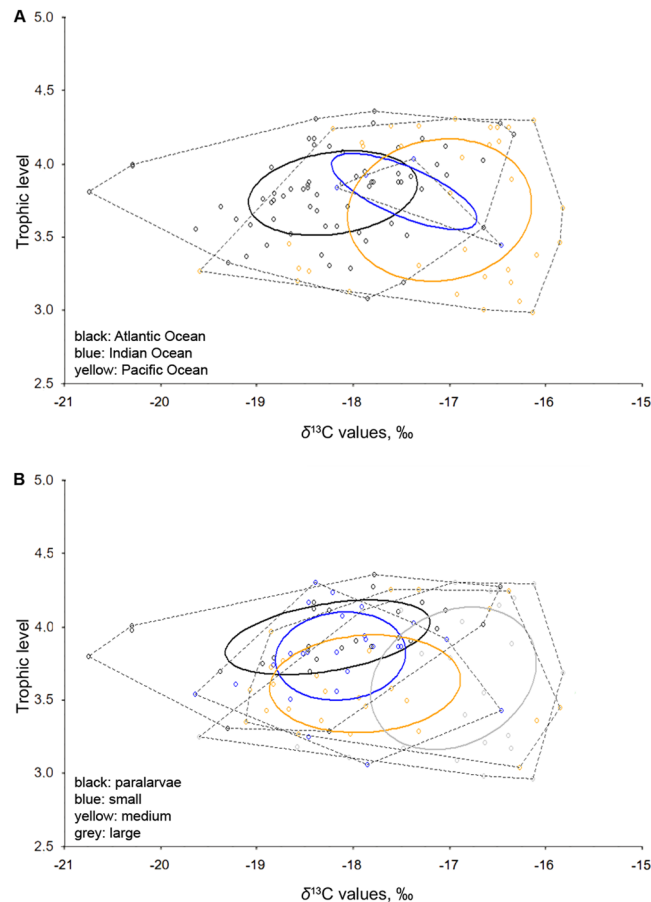 A
5.0
4.5
4.0
3.5
3.0
2.5
Trophic level
black: Atlantic Ocean
blue: Indian Ocean
yellow: Pacific Ocean
-21 -20 -19 -18 -17 -16 -15
δ¹³C values, ‰
B
5.0
4.5
4.0
3.5
3.0
2.5
Trophic level
black: paralarvae
blue: small
yellow: medium
grey: large
-21 -20 -19 -18 -17 -16 -15
δ¹³C values, ‰